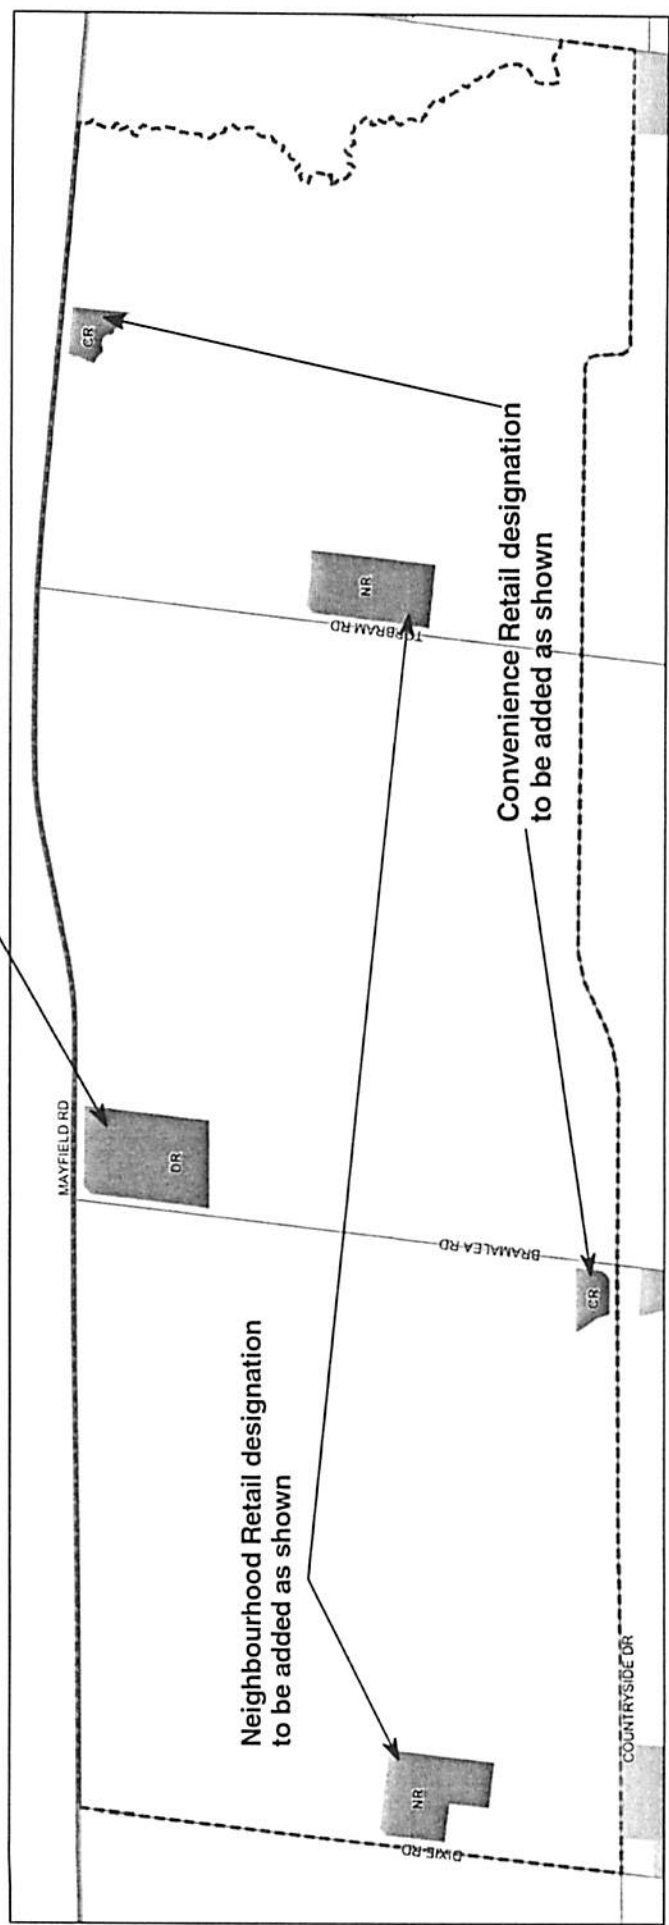 MAYFIELD RD
CR
NR
TORBRAM RD
DR
Convenience Retail designation
to be added as shown
BRAMALEA RD
CR
Neighbourhood Retail designation
to be added as shown
NR
DIXIE RD
COUNTRYSIDE DR